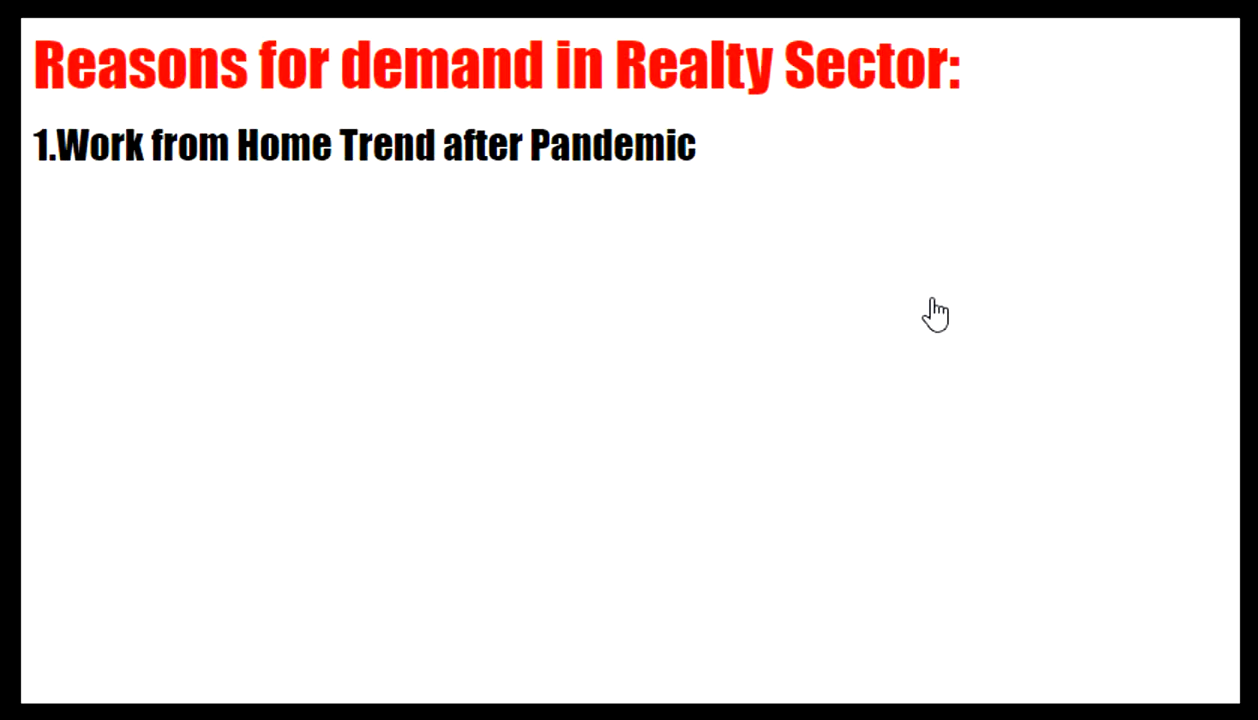 Reasons for demand in Realty Sector:
1.Work from Home Trend after Pandemic